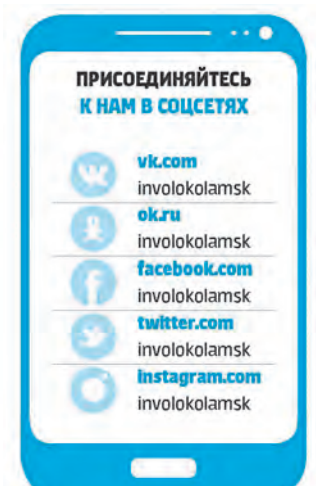 ПРИСОЕДИНЯЙТЕСЬ
К НАМ В СОЦСЕТЯХ
vk.com
involokolamsk
ok.ru
involokolamsk
facebook.com
involokolamsk
twitter.com
involokolamsk
instagram.com
involokolamsk